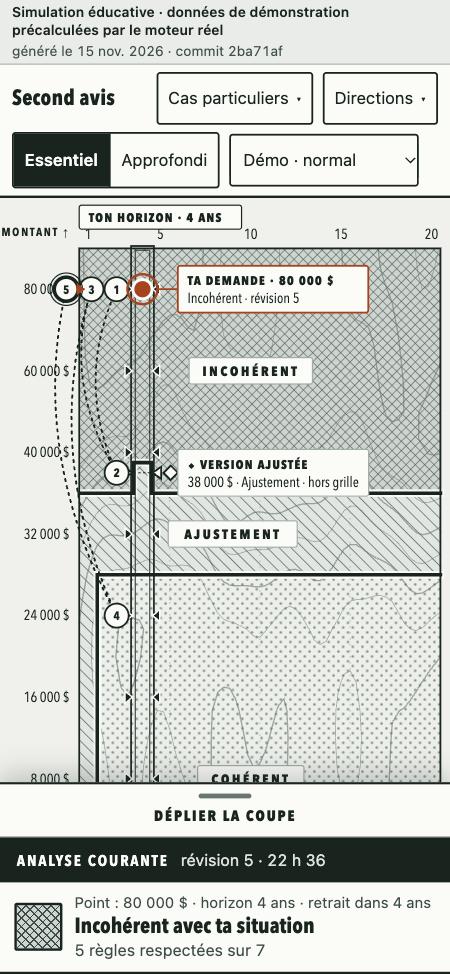 Simulation éducative · données de démonstration
précalculées par le moteur réel
généré le 15 nov. 2026 · commit 2ba71af
Second avis
Cas particuliers
Directions
Essentiel
Approfondi
Démo · normal
TON HORIZON · 4 ANS
MONTANT ↑
1
5
10
15
20
80 00
5
3
1
TA DEMANDE · 80 000 $
Incohérent · révision 5
60 000 $
INCOHÉRENT
40 000 $
2
VERSION AJUSTÉE
38 000 $ · Ajustement · hors grille
32 000 $
AJUSTEMENT
24 000 $
4
16 000 $
8 000 $
COHÉRENT
DÉPLIER LA COUPE
ANALYSE COURANTE révision 5 · 22 h 36
Point : 80 000 $ · horizon 4 ans · retrait dans 4 ans
Incohérent avec ta situation
5 règles respectées sur 7